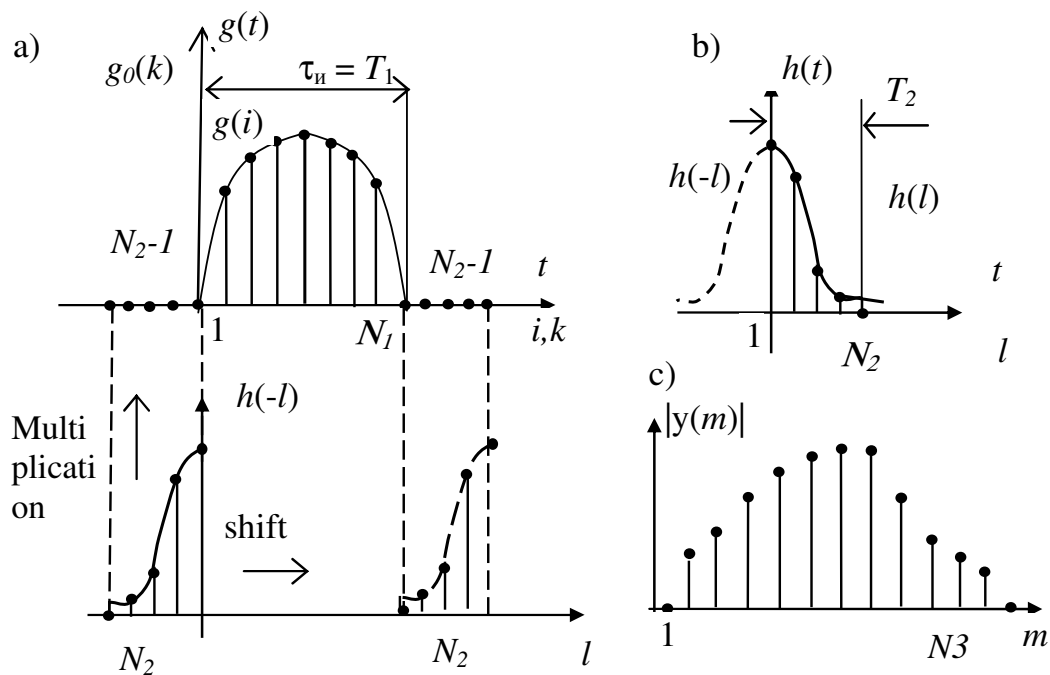 a)
g(t)
g₀(k)
τ_и = T₁
g(i)
N₂-1
N₂-1
t
1
N₁
i,k
h(-l)
Multi
plicati
on
shift
N₂
N₂
l
b)
h(t)
T₂
h(-l)
h(l)
t
1
N₂
l
c)
|y(m)|
1
N3
m